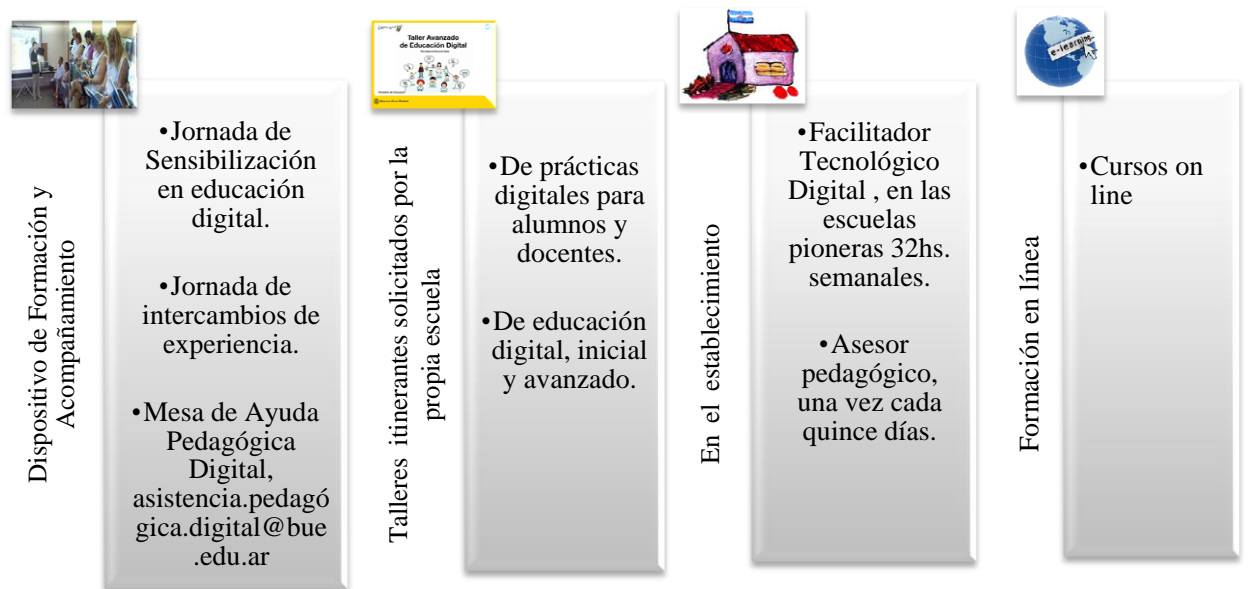 Dispositivo de Formación y
Acompañamiento
•Jornada de
Sensibilización
en educación
digital.
•Jornada de
intercambios de
experiencia.
•Mesa de Ayuda
Pedagógica
Digital,
asistencia.pedagó
gica.digital@bue
.edu.ar
Taller Avanzado
de Educación Digital
Talleres itinerantes solicitados por la
propia escuela
•De prácticas
digitales para
alumnos y
docentes.
•De educación
digital, inicial
y avanzado.
En el establecimiento
•Facilitador
Tecnológico
Digital , en las
escuelas
pioneras 32hs.
semanales.
•Asesor
pedagógico,
una vez cada
quince días.
e-learning
Formación en línea
•Cursos on
line